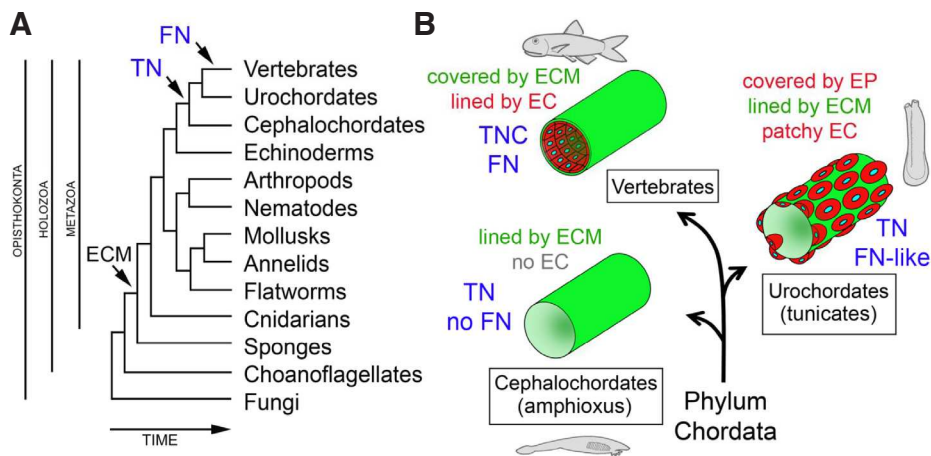 A
FN
TN
ECM
OPISTHOKONTA
HOLOZOA
METAZOA
Vertebrates
Urochordates
Cephalochordates
Echinoderms
Arthropods
Nematodes
Mollusks
Annelids
Flatworms
Cnidarians
Sponges
Choanoflagellates
Fungi
TIME
B
covered by ECM
lined by EC
TNC
FN
Vertebrates
covered by EP
lined by ECM
patchy EC
TN
FN-like
Urochordates
(tunicates)
lined by ECM
no EC
TN
no FN
Cephalochordates
(amphioxus)
Phylum
Chordata